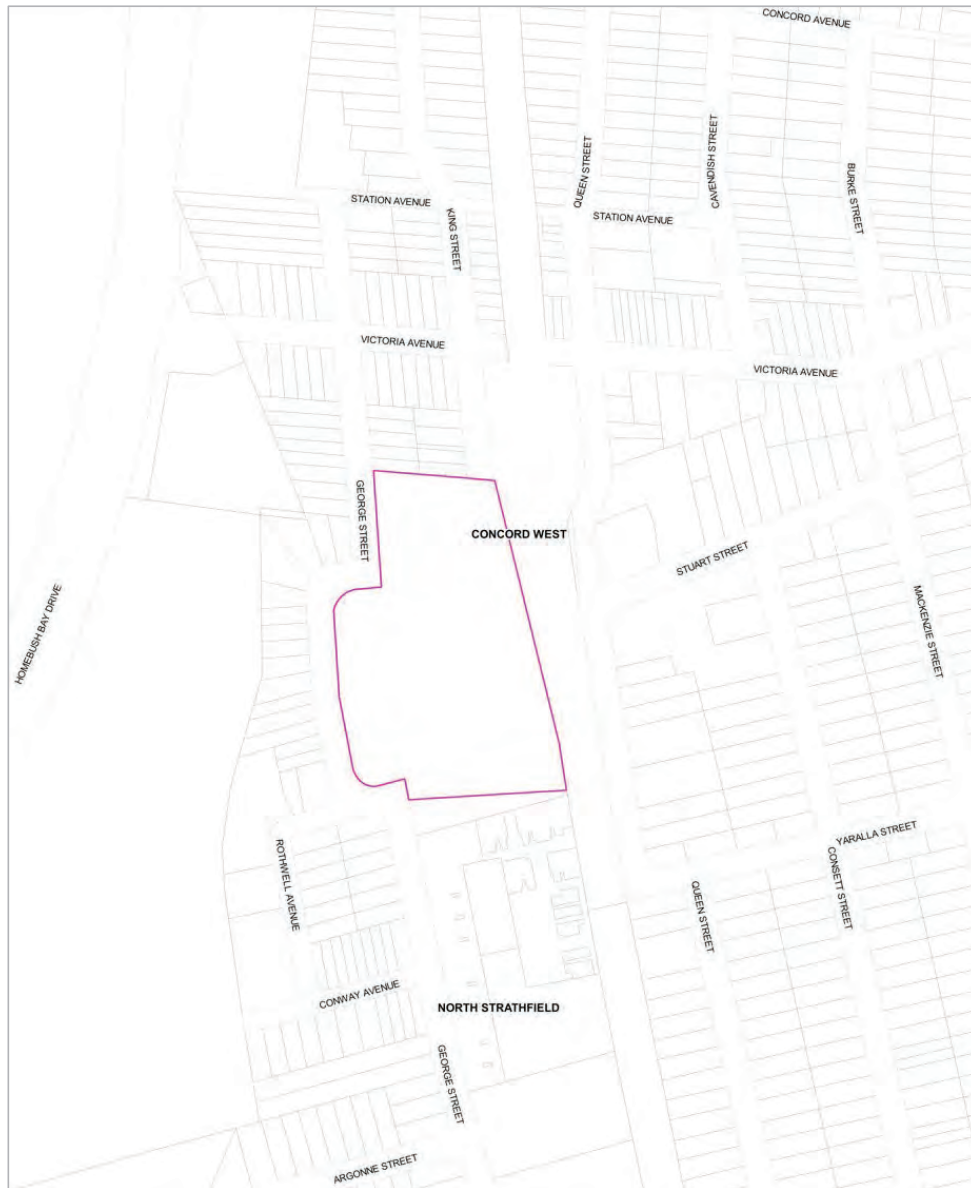 CONCORD AVENUE
QUEEN STREET
CAVENDISH STREET
BURKE STREET
STATION AVENUE
STATION AVENUE
KING STREET
VICTORIA AVENUE
VICTORIA AVENUE
GEORGE STREET
CONCORD WEST
STUART STREET
HOMEBUSH BAY DRIVE
MACKENZIE STREET
YARALLA STREET
ROTHWELL AVENUE
QUEEN STREET
CONSETT STREET
CONWAY AVENUE
NORTH STRATHFIELD
GEORGE STREET
ARGONNE STREET